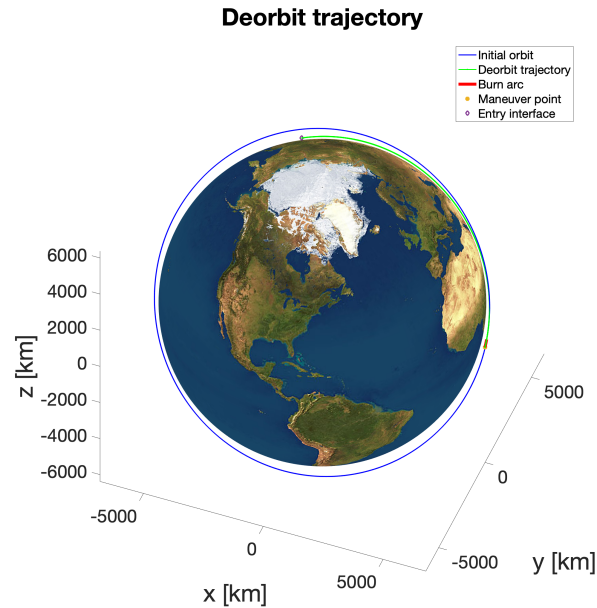 Deorbit trajectory
Initial orbit
Deorbit trajectory
Burn arc
Maneuver point
Entry interface
6000
4000
2000
0
-2000
-4000
-6000
z [km]
-5000
0
5000
x [km]
5000
0
-5000
y [km]